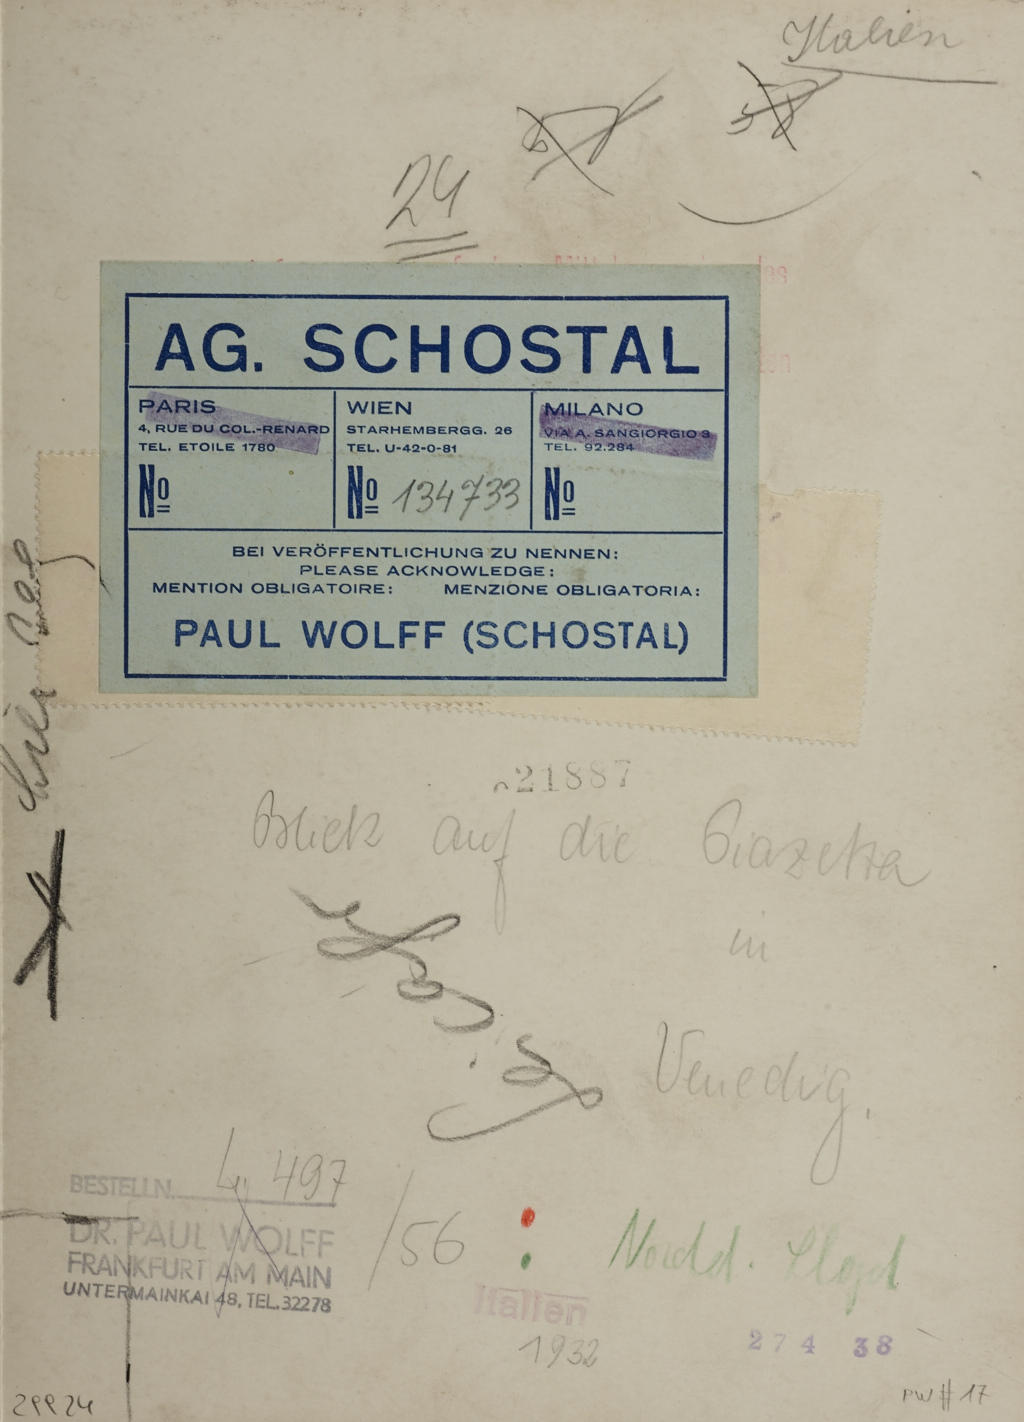 Italien
24
AG. SCHOSTAL
PARIS
4, RUE DU COL.-RENARD
TEL. ETOILE 1780
No
WIEN
STARHEMBERGG. 26
TEL. U-42-0-81
No 134733
MILANO
VIA A. SANGIORGIO 3
TEL. 92.284
No
BEI VERÖFFENTLICHUNG ZU NENNEN:
PLEASE ACKNOWLEDGE:
MENTION OBLIGATOIRE: MENZIONE OBLIGATORIA:
PAUL WOLFF (SCHOSTAL)
21887
Blick auf die Piazetta
in
Venedig.
BESTELLN. L. 497
/56
DR. PAUL WOLFF
FRANKFURT AM MAIN
UNTERMAINKAI 48, TEL. 32278
Nordd. Lloyd
Italien
1932
274 38
29924
PW # 17